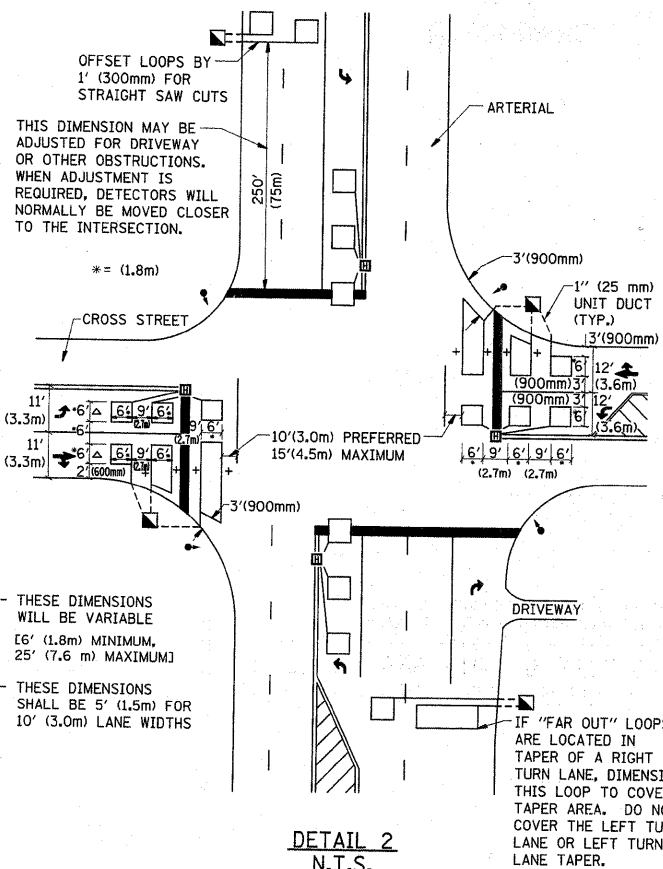 OFFSET LOOPS BY
1' (300mm) FOR
STRAIGHT SAW CUTS
ARTERIAL
THIS DIMENSION MAY BE
ADJUSTED FOR DRIVEWAY
OR OTHER OBSTRUCTIONS.
WHEN ADJUSTMENT IS
REQUIRED, DETECTORS WILL
NORMALLY BE MOVED CLOSER
TO THE INTERSECTION.
250'
(75m)
* = (1.8m)
3'(900mm)
1" (25 mm)
UNIT DUCT
(TYP.)
CROSS STREET
H
3'(900mm)
6'
12'
(3.6m)
(900mm) 3'
(900mm) 3'
6'
12'
(3.6m)
H
6' 9' 6' 9' 6'
(2.7m) (2.7m)
H
11'
(3.3m)
*6'
6' 9' 6'
(2.7m)
9' 6'
(2.7m)
*6'
11'
(3.3m)
*6'
6' 9' 6'
2' (600mm)
10'(3.0m) PREFERRED
15'(4.5m) MAXIMUM
3'(900mm)
H
DRIVEWAY
- THESE DIMENSIONS
WILL BE VARIABLE
[6' (1.8m) MINIMUM,
25' (7.6 m) MAXIMUM]
- THESE DIMENSIONS
SHALL BE 5' (1.5m) FOR
10' (3.0m) LANE WIDTHS
IF "FAR OUT" LOOPS
ARE LOCATED IN
TAPER OF A RIGHT
TURN LANE, DIMENSI
THIS LOOP TO COVE
TAPER AREA. DO NO
COVER THE LEFT TU
LANE OR LEFT TURN
LANE TAPER.
DETAIL 2
N.T.S.